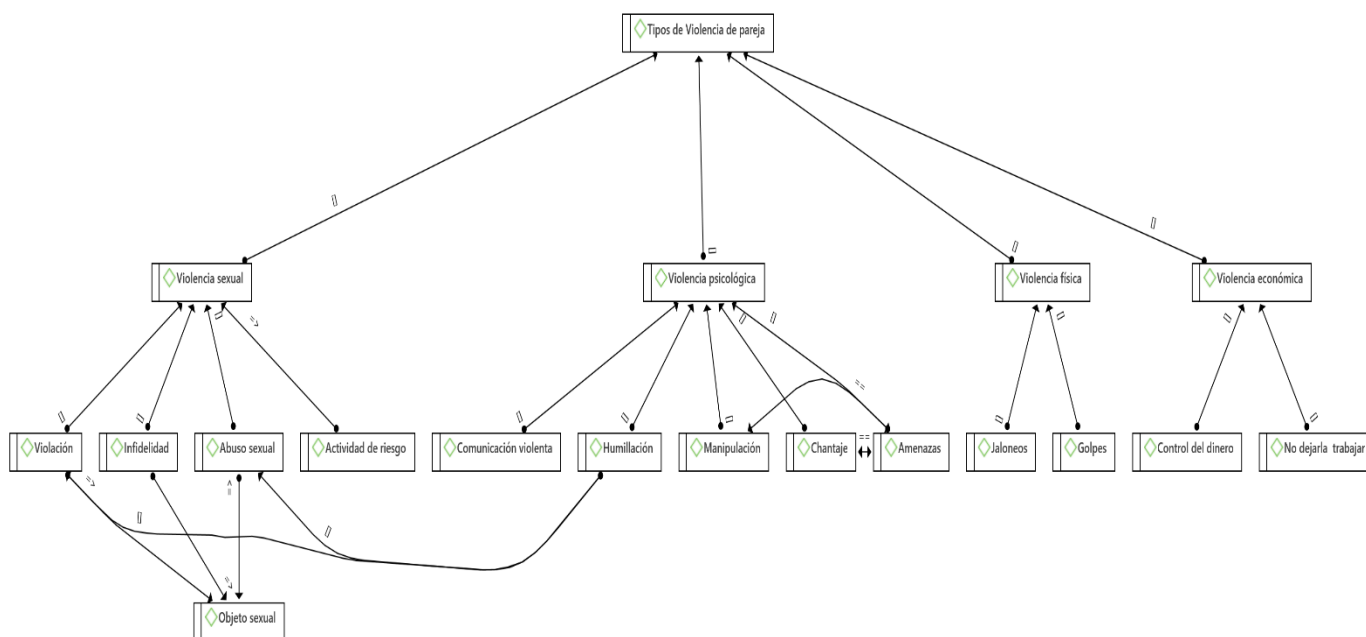 Tipos de Violencia de pareja
[]
[]
[]
[]
Violencia sexual
Violencia psicológica
Violencia física
Violencia económica
[]
=>
[]
[]
[]
[]
[]
[]
[]
[]
==
[]
[]
[]
==
Violación
Infidelidad
Abuso sexual
Actividad de riesgo
Comunicación violenta
Humillación
Manipulación
Chantaje
Amenazas
Jaloneos
Golpes
Control del dinero
No dejarla trabajar
=>
=>
[]
[]
=>
Objeto sexual